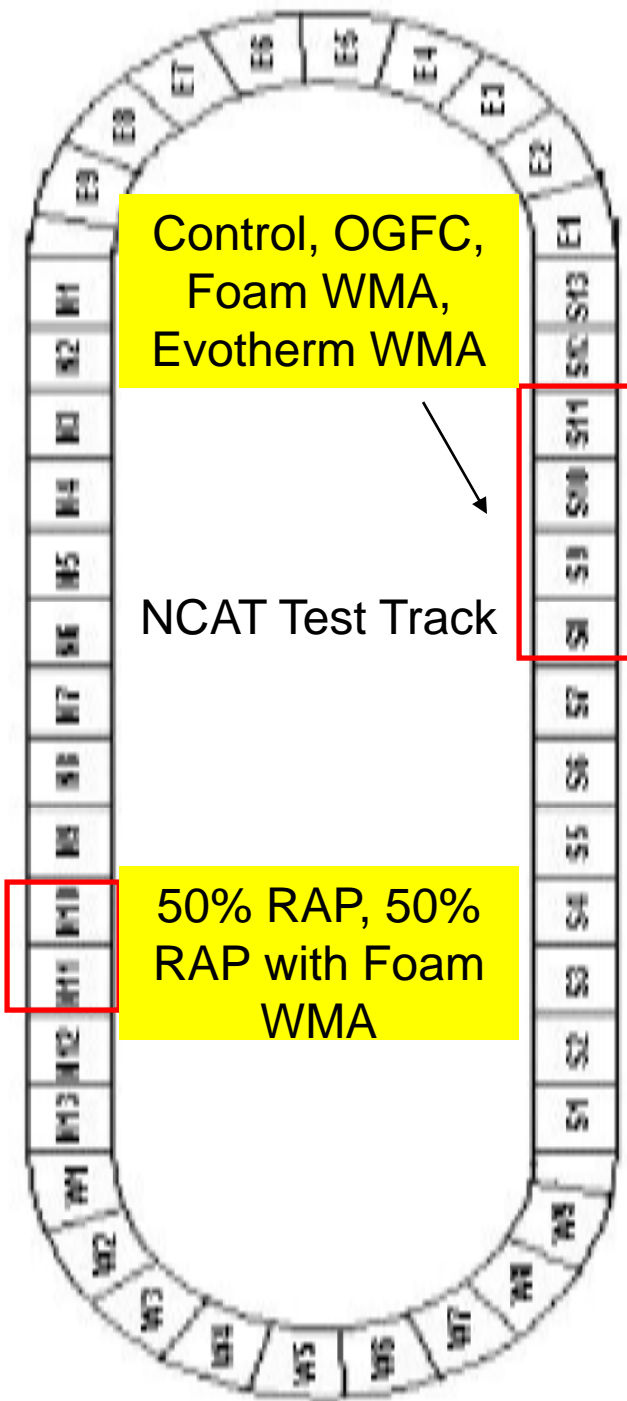 E6
E5
E7
E4
E8
E3
E9
E2
E1
Control, OGFC,
Foam WMA,
Evotherm WMA
N1
S13
N2
S12
N3
S11
N4
S10
N5
S9
NCAT Test Track
N6
S8
N7
S7
N8
S6
N9
S5
50% RAP, 50%
RAP with Foam
WMA
N10
S4
N11
S3
N12
S2
N13
S1
W1
W9
W2
W8
W3
W7
W4
W6
W5